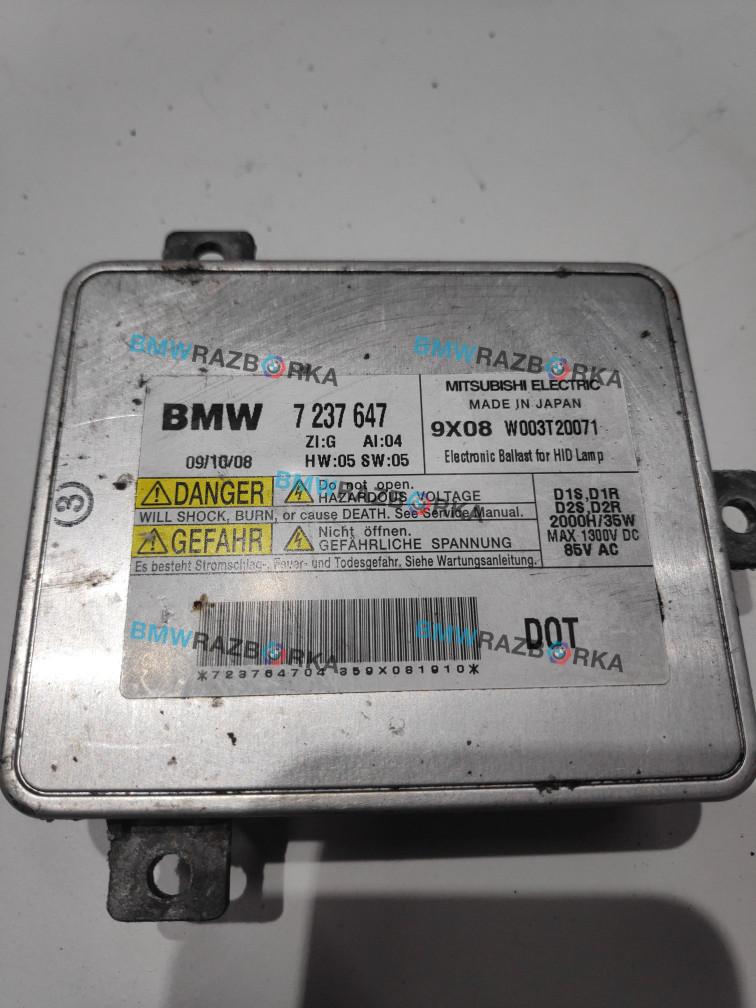 BMWRAZBORKA
BMWRAZBORKA
BMW 7 237 647
ZI:G AI:04
09/10/08 HW:05 SW:05
MITSUBISHI ELECTRIC
MADE IN JAPAN
9X08 W003T20071
Electronic Ballast for HID Lamp
(3)
DANGER
Do not open.
HAZARDOUS VOLTAGE
WILL SHOCK, BURN, or cause DEATH. See Service Manual.
BMWRAZBORKA
GEFAHR
Nicht öffnen.
GEFÄHRLICHE SPANNUNG
Es besteht Stromschlag-, Feuer- und Todesgefahr. Siehe Wartungsanleitung.
D1S,D1R
D2S,D2R
2000H/35W
MAX 1300V DC
85V AC
BMWRAZBORKA
BMWRAZBORKA
DOT
*723764704359X081910*